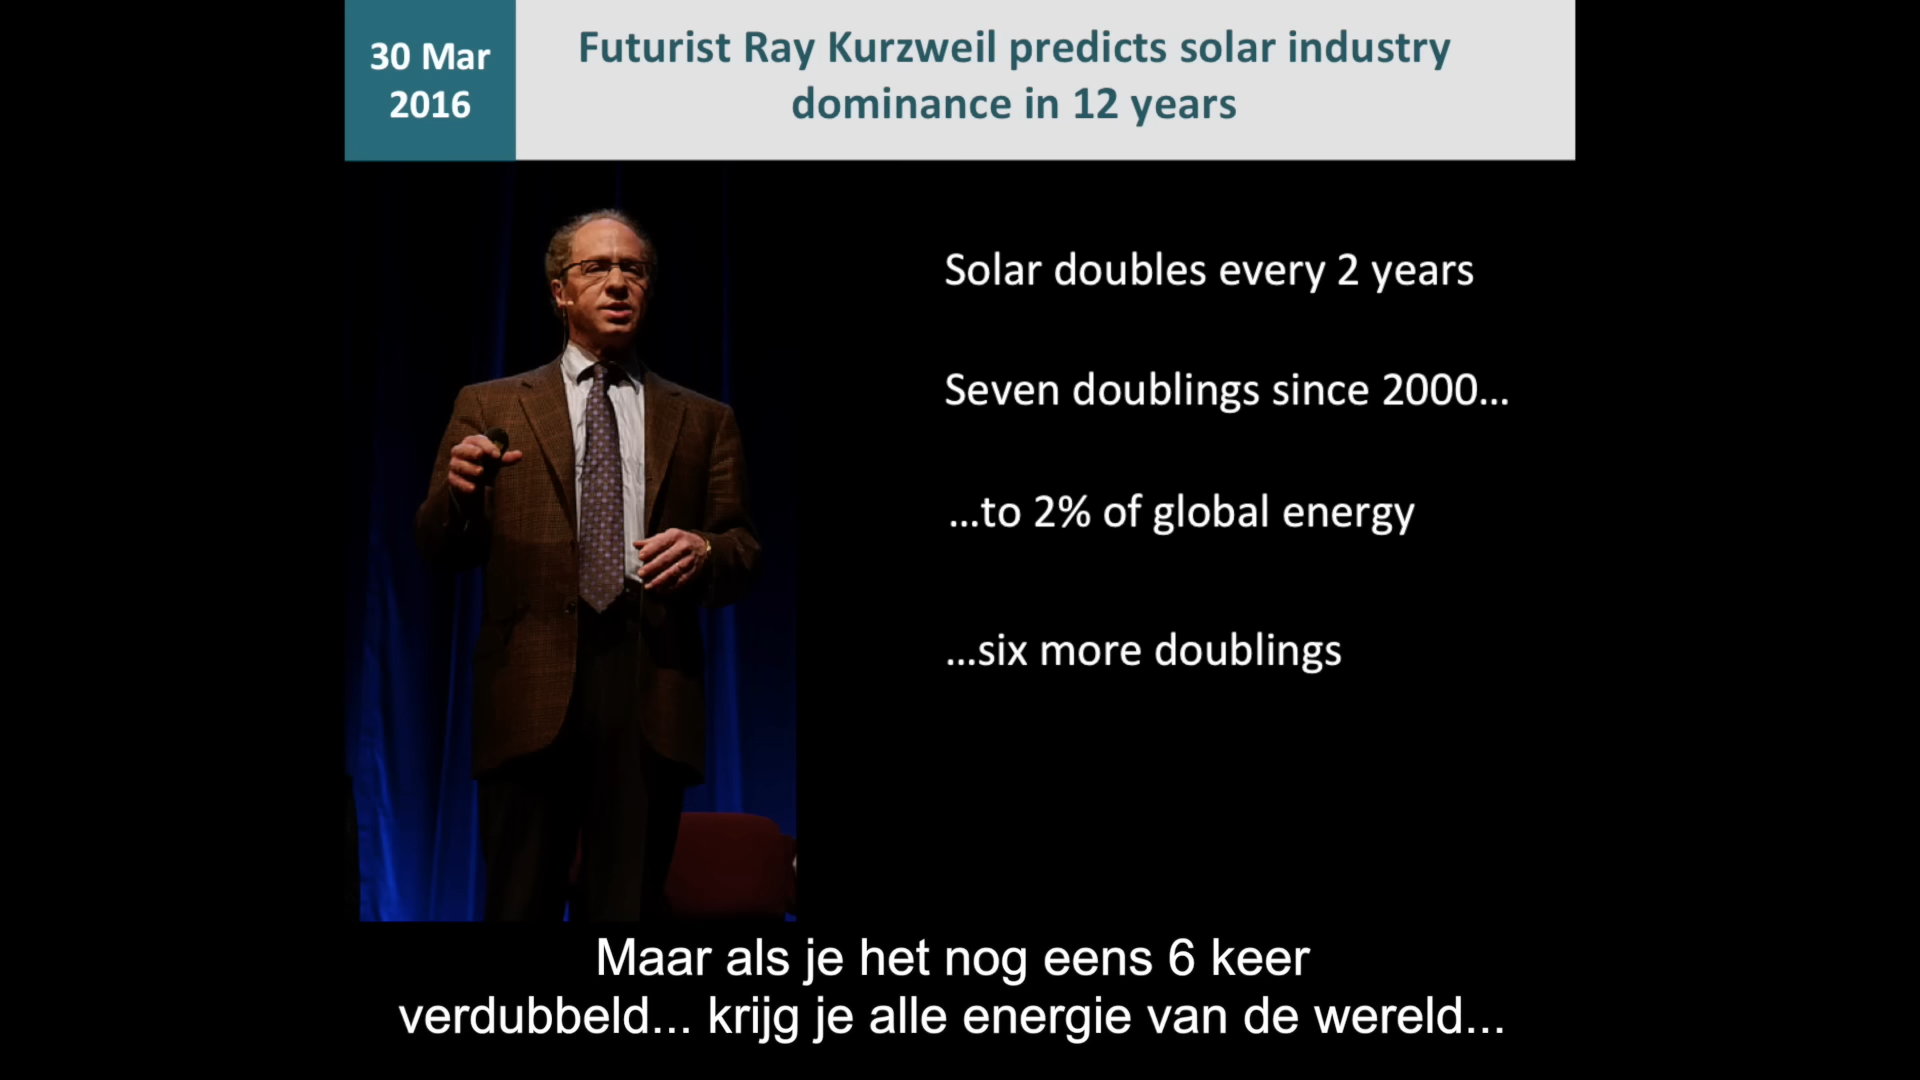 30 Mar
2016
Futurist Ray Kurzweil predicts solar industry
dominance in 12 years
Solar doubles every 2 years
Seven doublings since 2000...
...to 2% of global energy
...six more doublings
Maar als je het nog eens 6 keer
verdubbeld... krijg je alle energie van de wereld...